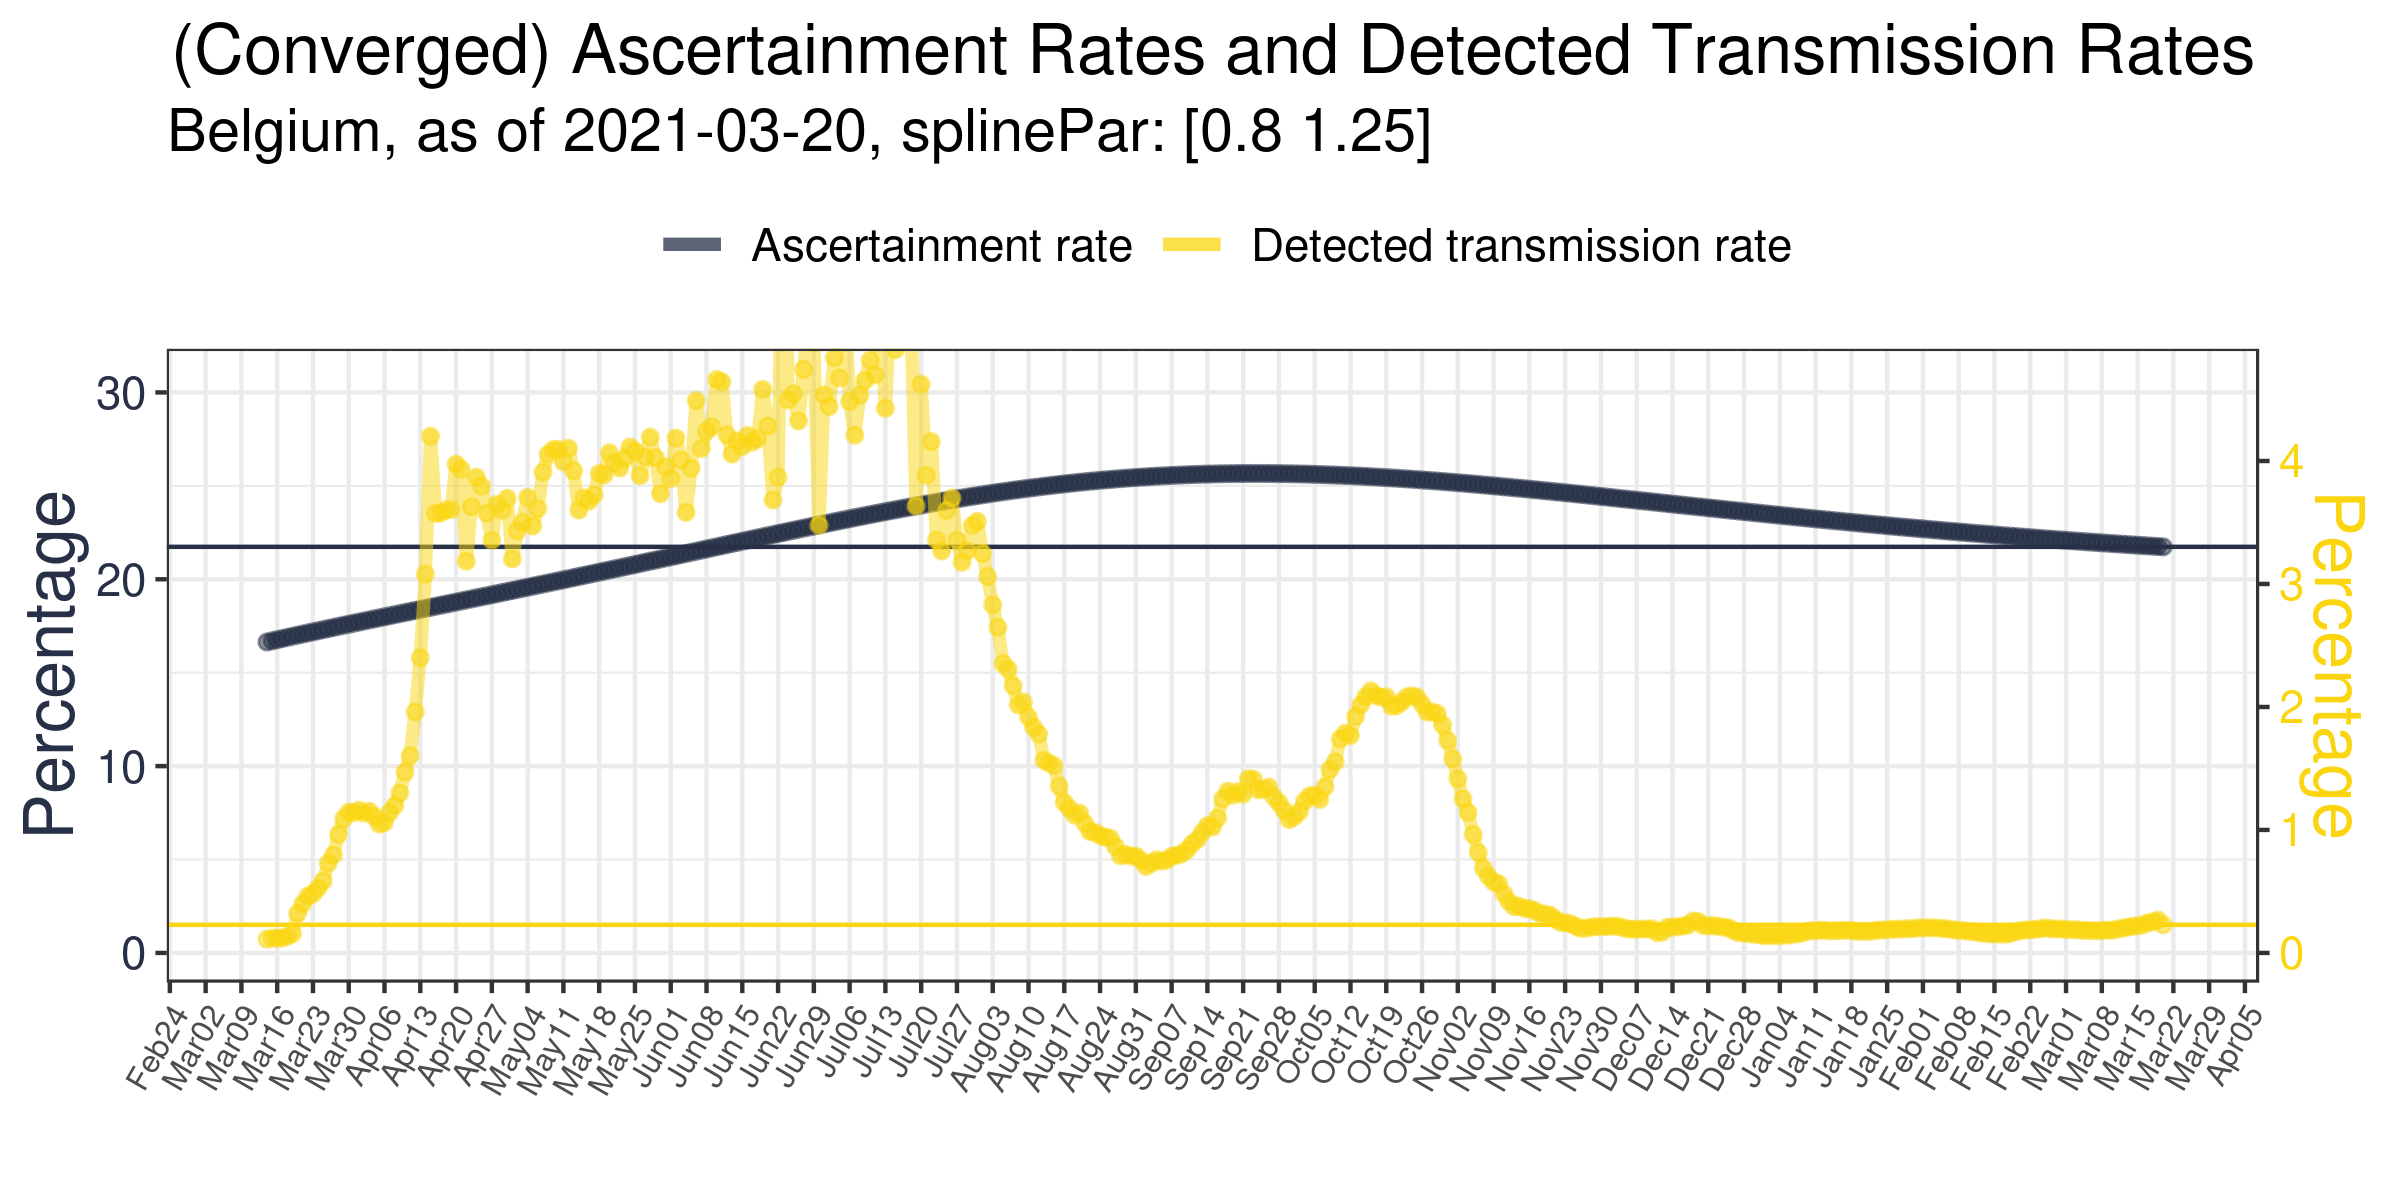 (Converged) Ascertainment Rates and Detected Transmission Rates
Belgium, as of 2021-03-20, splinePar: [0.8 1.25]
Ascertainment rate
Detected transmission rate
Percentage
30
20
10
0
4
3
2
1
0
Percentage
Feb24
Mar02
Mar09
Mar16
Mar23
Mar30
Apr06
Apr13
Apr20
Apr27
May04
May11
May18
May25
Jun01
Jun08
Jun15
Jun22
Jun29
Jul06
Jul13
Jul20
Jul27
Aug03
Aug10
Aug17
Aug24
Aug31
Sep07
Sep14
Sep21
Sep28
Oct05
Oct12
Oct19
Oct26
Nov02
Nov09
Nov16
Nov23
Nov30
Dec07
Dec14
Dec21
Dec28
Jan04
Jan11
Jan18
Jan25
Feb01
Feb08
Feb15
Feb22
Mar01
Mar08
Mar15
Mar22
Mar29
Apr05